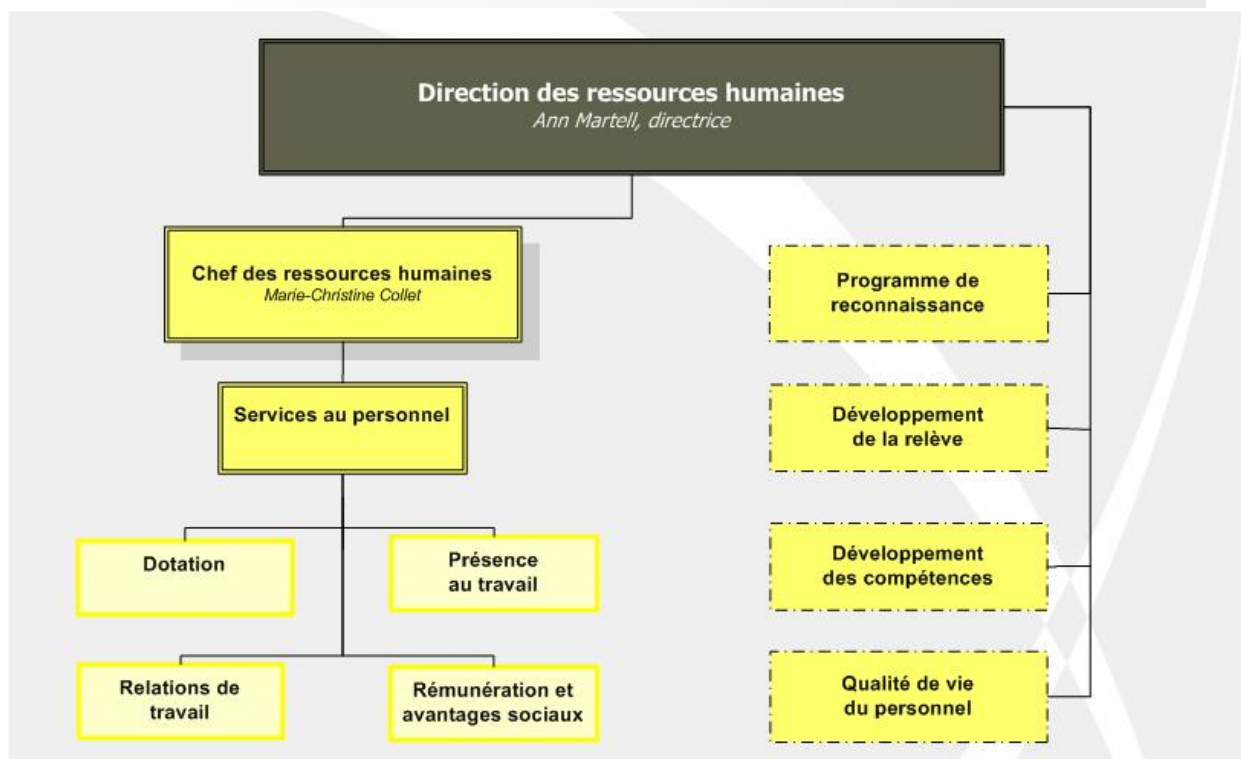 Direction des ressources humaines
Ann Martell, directrice
Chef des ressources humaines
Marie-Christine Collet
Services au personnel
Dotation
Présence
au travail
Relations de
travail
Rémunération et
avantages sociaux
Programme de
reconnaissance
Développement
de la relève
Développement
des compétences
Qualité de vie
du personnel